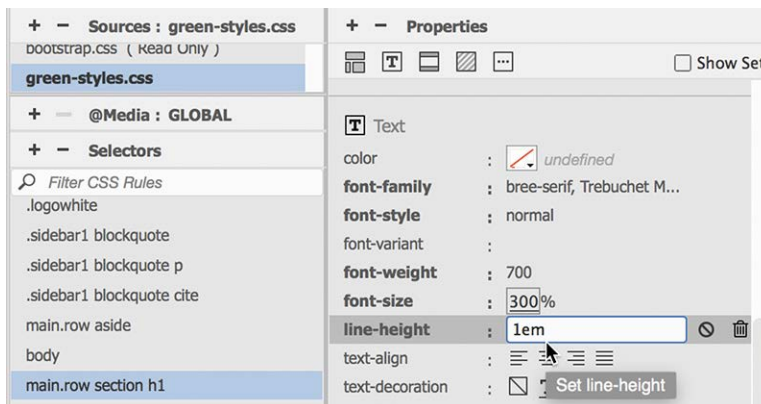 + − Sources : green-styles.css
bootstrap.css ( Read Only )
green-styles.css
+ − @Media : GLOBAL
+ − Selectors
Filter CSS Rules
.logowhite
.sidebar1 blockquote
.sidebar1 blockquote p
.sidebar1 blockquote cite
main.row aside
body
main.row section h1
+ − Properties
T
Show Set
T Text
color : undefined
font-family : bree-serif, Trebuchet M...
font-style : normal
font-variant :
font-weight : 700
font-size : 300%
line-height : 1em
text-align :
text-decoration :
Set line-height